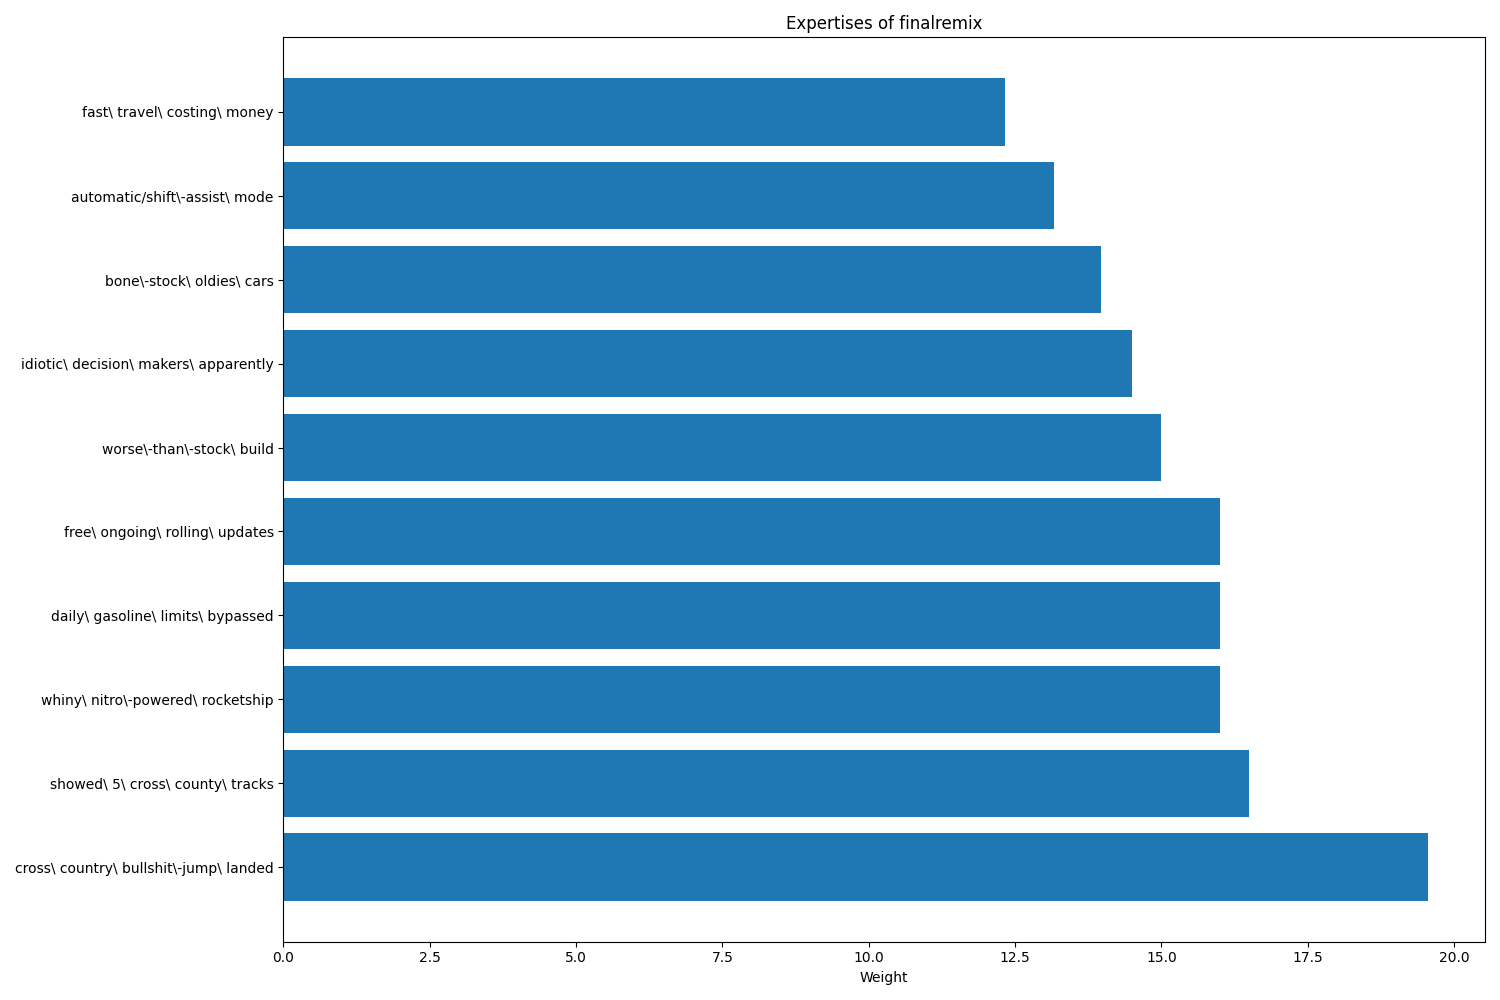 Expertises of finalremix
fast\ travel\ costing\ money
automatic/shift\-assist\ mode
bone\-stock\ oldies\ cars
idiotic\ decision\ makers\ apparently
worse\-than\-stock\ build
free\ ongoing\ rolling\ updates
daily\ gasoline\ limits\ bypassed
whiny\ nitro\-powered\ rocketship
showed\ 5\ cross\ county\ tracks
cross\ country\ bullshit\-jump\ landed
0.0 2.5 5.0 7.5 10.0 12.5 15.0 17.5 20.0
Weight